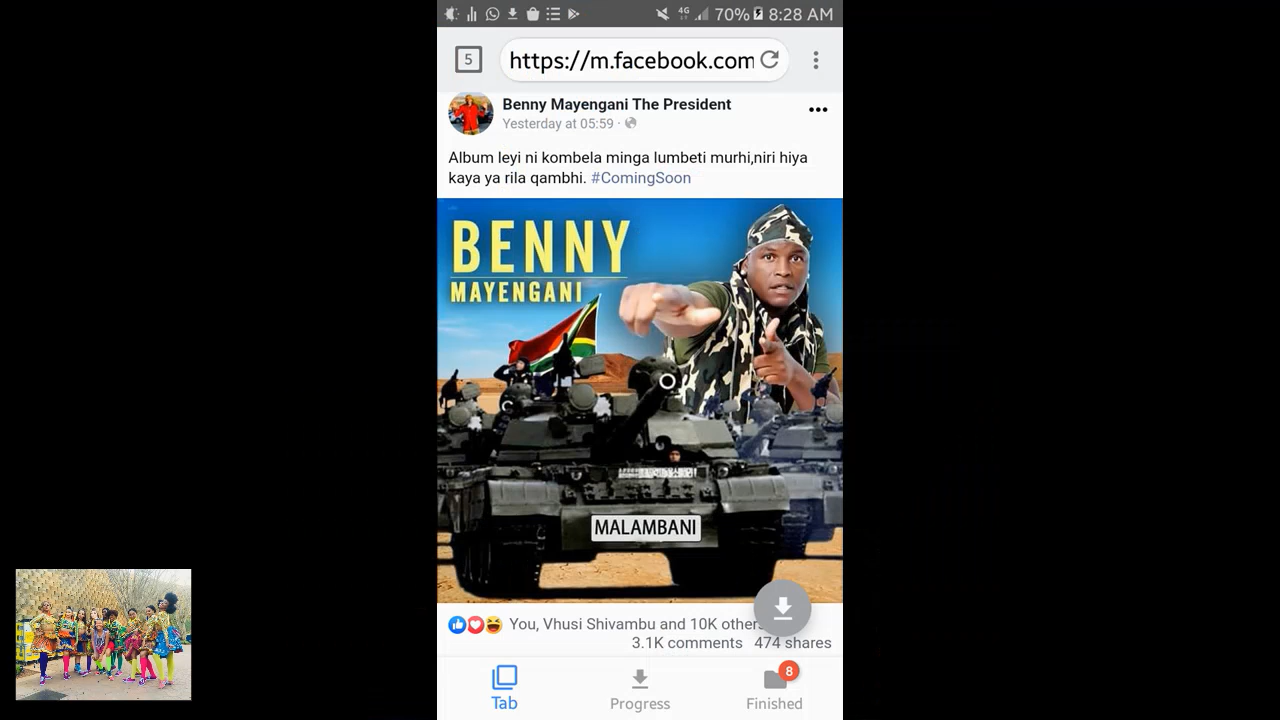 4G 70% 8:28 AM
5 https://m.facebook.com
Benny Mayengani The President
Yesterday at 05:59 ·
Album leyi ni kombela minga lumbeti murhi,niri hiya
kaya ya rila qambhi. #ComingSoon
BENNY
MAYENGANI
MALAMBANI
You, Vhusi Shivambu and 10K others
3.1K comments 474 shares
8
Tab Progress Finished